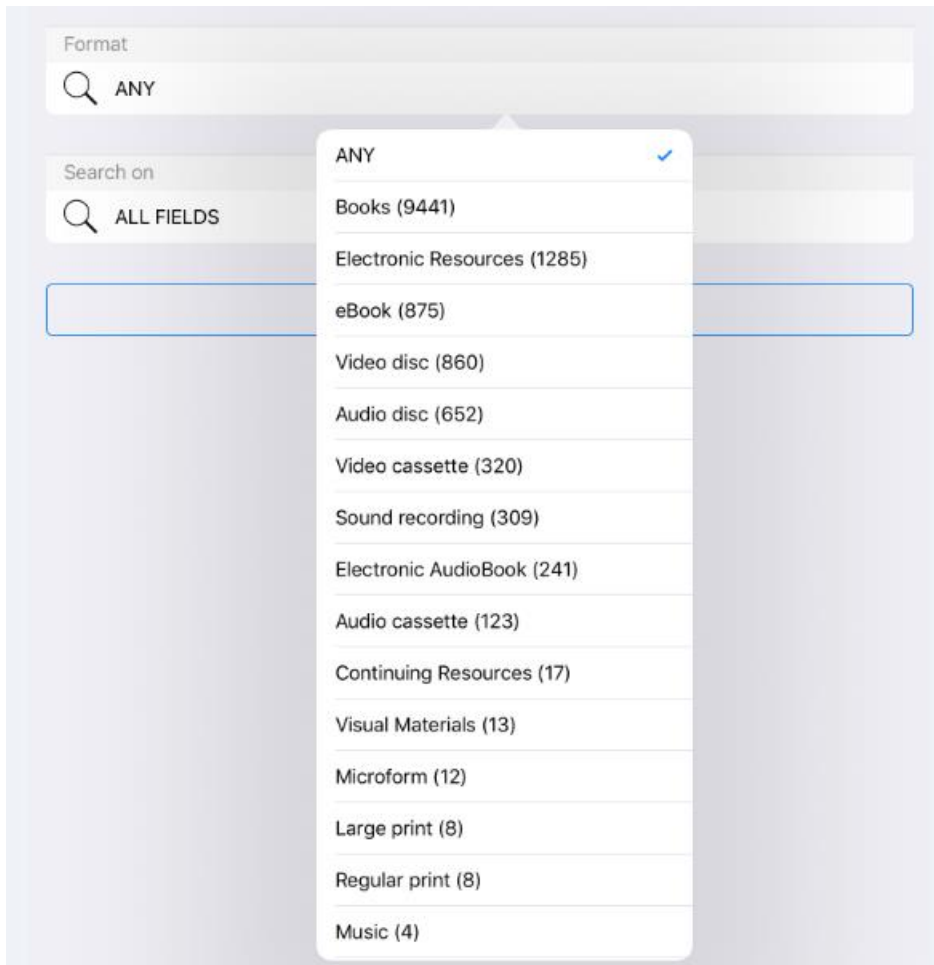 Format
ANY
Search on
ALL FIELDS
ANY
Books (9441)
Electronic Resources (1285)
eBook (875)
Video disc (860)
Audio disc (652)
Video cassette (320)
Sound recording (309)
Electronic AudioBook (241)
Audio cassette (123)
Continuing Resources (17)
Visual Materials (13)
Microform (12)
Large print (8)
Regular print (8)
Music (4)